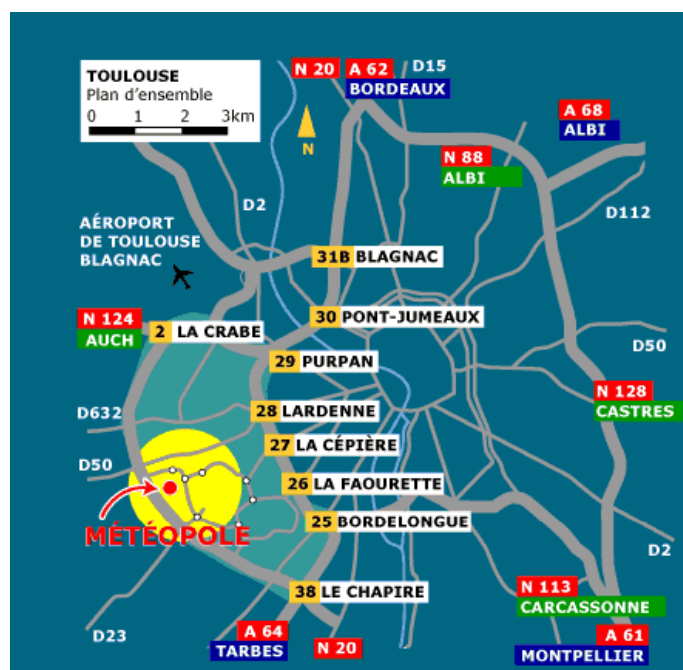 TOULOUSE
Plan d'ensemble
0 1 2 3km
N 20 A 62 D15
BORDEAUX
N
A 68
ALBI
N 88
ALBI
D2
D112
AÉROPORT
DE TOULOUSE
BLAGNAC
31B BLAGNAC
N 124
AUCH
2 LA CRABE
30 PONT-JUMEAUX
29 PURPAN
D50
N 128
CASTRES
D632
28 LARDENNE
27 LA CÉPIÈRE
D50
26 LA FAOURETTE
MÉTÉOPOLE
25 BORDELONGUE
D2
38 LE CHAPIRE
N 113
CARCASSONNE
D23
A 64
TARBES
N 20
A 61
MONTPELLIER